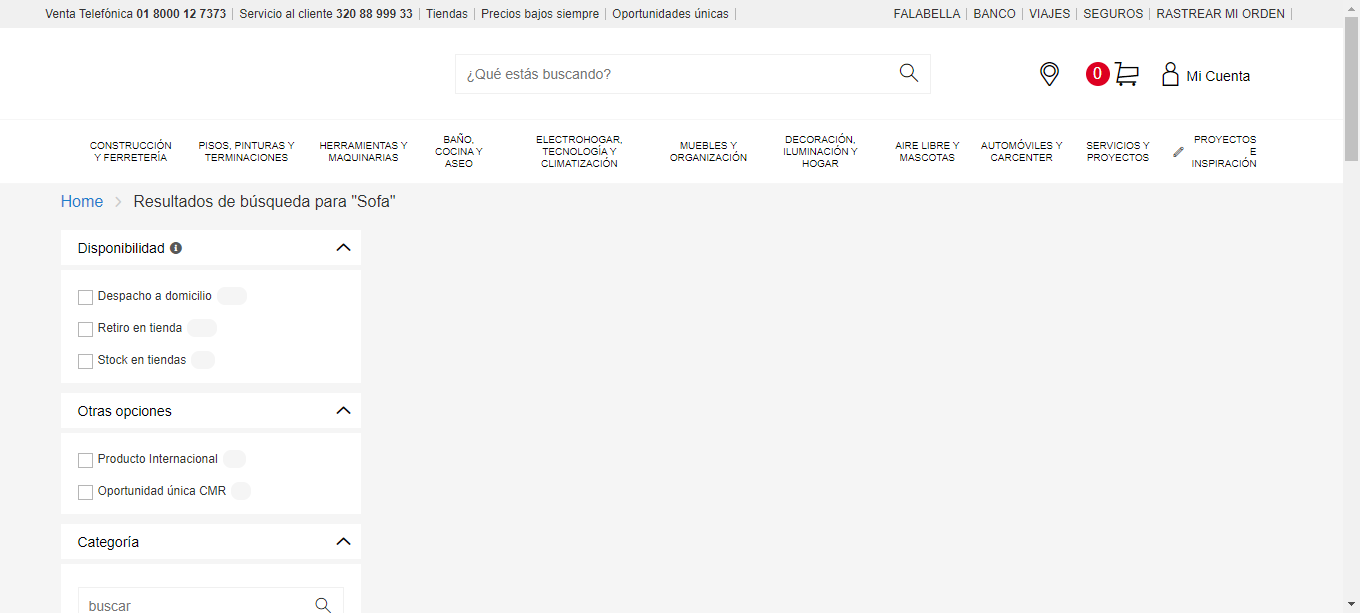 Venta Telefónica 01 8000 12 7373 | Servicio al cliente 320 88 999 33 | Tiendas | Precios bajos siempre | Oportunidades únicas |
FALABELLA | BANCO | VIAJES | SEGUROS | RASTREAR MI ORDEN |
¿Qué estás buscando?
0
Mi Cuenta
CONSTRUCCIÓN
Y FERRETERÍA
PISOS, PINTURAS Y
TERMINACIONES
HERRAMIENTAS Y
MAQUINARIAS
BAÑO,
COCINA Y
ASEO
ELECTROHOGAR,
TECNOLOGÍA Y
CLIMATIZACIÓN
MUEBLES Y
ORGANIZACIÓN
DECORACIÓN,
ILUMINACIÓN Y
HOGAR
AIRE LIBRE Y
MASCOTAS
AUTOMÓVILES Y
CARCENTER
SERVICIOS Y
PROYECTOS
PROYECTOS
E
INSPIRACIÓN
Home > Resultados de búsqueda para "Sofa"
Disponibilidad
Despacho a domicilio
Retiro en tienda
Stock en tiendas
Otras opciones
Producto Internacional
Oportunidad única CMR
Categoría
buscar